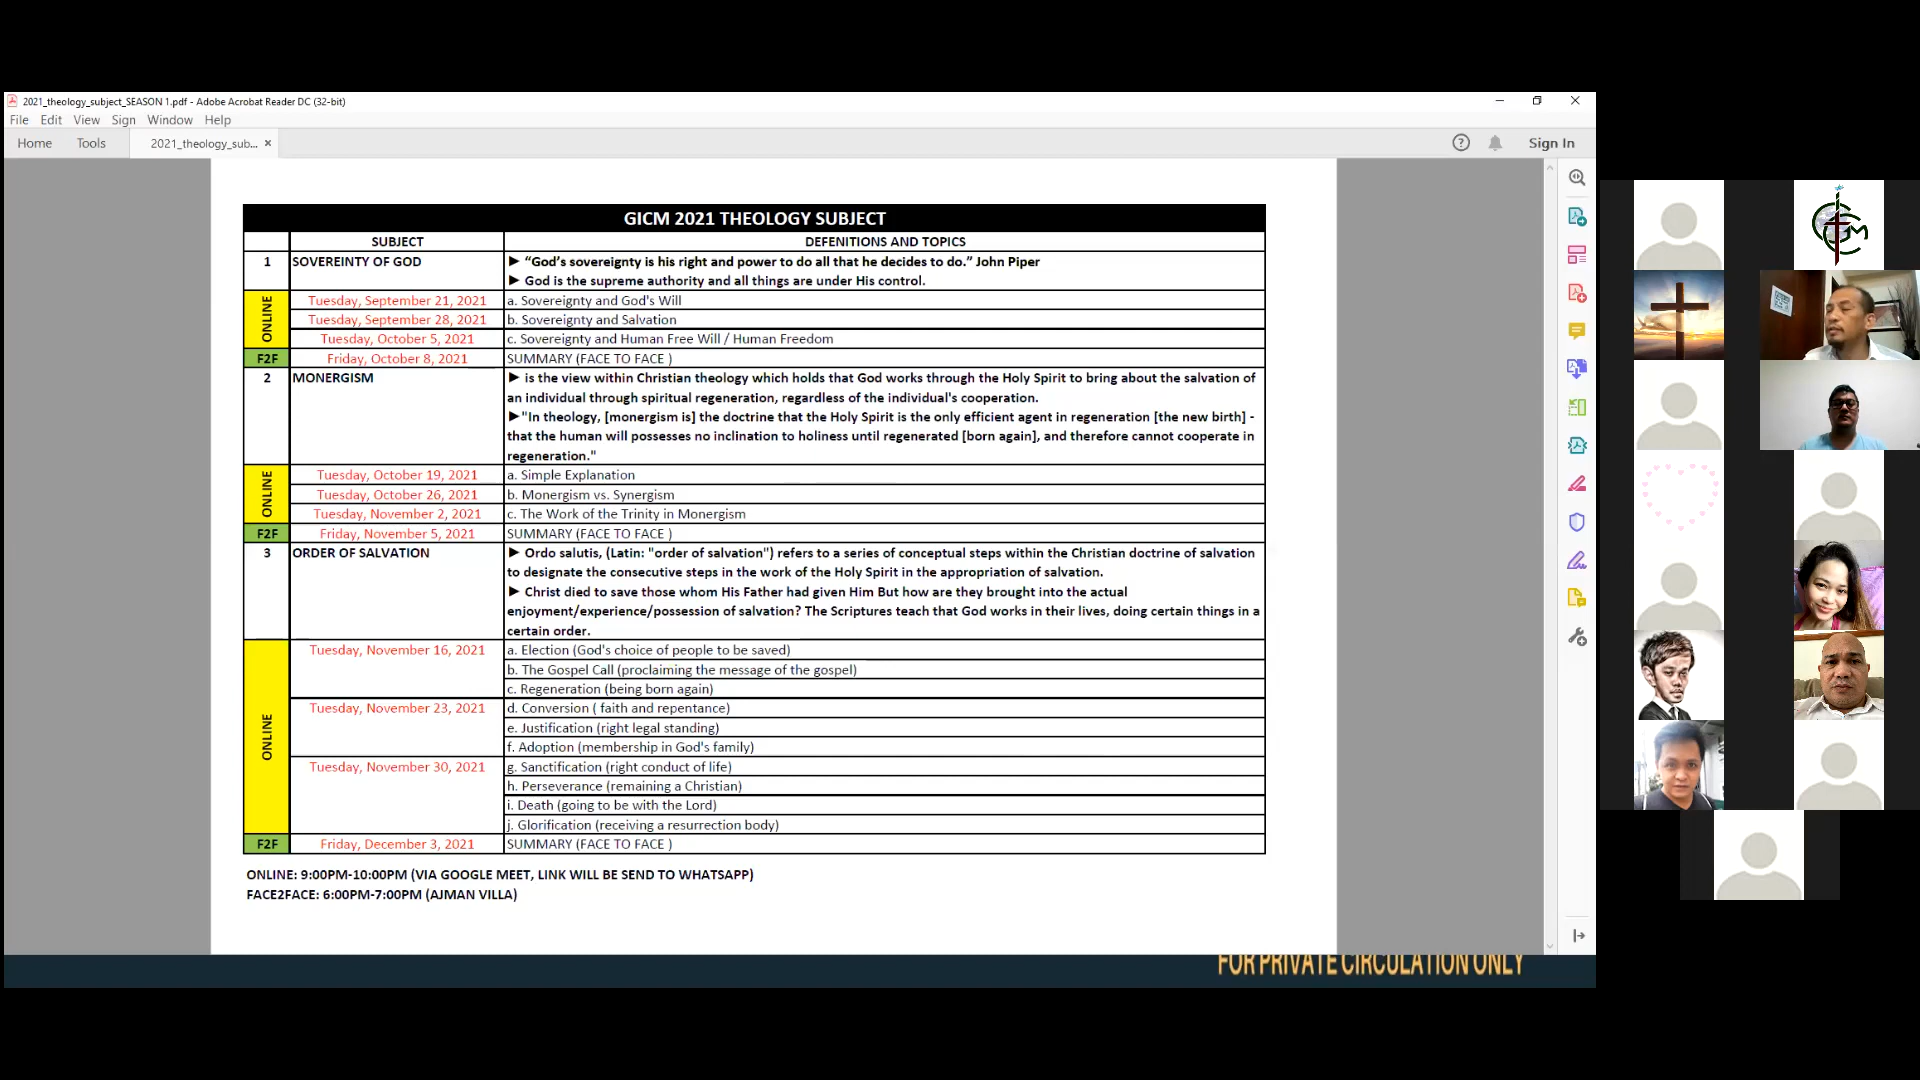 2021_theology_subject_SEASON 1.pdf - Adobe Acrobat Reader DC (32-bit)
File Edit View Sign Window Help
Home Tools 2021_theology_sub... × Sign In
GICM 2021 THEOLOGY SUBJECT
SUBJECT DEFENITIONS AND TOPICS
1 SOVEREINTY OF GOD ► “God’s sovereignty is his right and power to do all that he decides to do.” John Piper
► God is the supreme authority and all things are under His control.
ONLINE
Tuesday, September 21, 2021 a. Sovereignty and God's Will
Tuesday, September 28, 2021 b. Sovereignty and Salvation
Tuesday, October 5, 2021 c. Sovereignty and Human Free Will / Human Freedom
F2F Friday, October 8, 2021 SUMMARY (FACE TO FACE )
2 MONERGISM ► is the view within Christian theology which holds that God works through the Holy Spirit to bring about the salvation of
an individual through spiritual regeneration, regardless of the individual's cooperation.
►"In theology, [monergism is] the doctrine that the Holy Spirit is the only efficient agent in regeneration [the new birth] -
that the human will possesses no inclination to holiness until regenerated [born again], and therefore cannot cooperate in
regeneration."
ONLINE
Tuesday, October 19, 2021 a. Simple Explanation
Tuesday, October 26, 2021 b. Monergism vs. Synergism
Tuesday, November 2, 2021 c. The Work of the Trinity in Monergism
F2F Friday, November 5, 2021 SUMMARY (FACE TO FACE )
3 ORDER OF SALVATION ► Ordo salutis, (Latin: "order of salvation") refers to a series of conceptual steps within the Christian doctrine of salvation
to designate the consecutive steps in the work of the Holy Spirit in the appropriation of salvation.
► Christ died to save those whom His Father had given Him But how are they brought into the actual
enjoyment/experience/possession of salvation? The Scriptures teach that God works in their lives, doing certain things in a
certain order.
ONLINE
Tuesday, November 16, 2021 a. Election (God's choice of people to be saved)
b. The Gospel Call (proclaiming the message of the gospel)
c. Regeneration (being born again)
Tuesday, November 23, 2021 d. Conversion ( faith and repentance)
e. Justification (right legal standing)
f. Adoption (membership in God's family)
Tuesday, November 30, 2021 g. Sanctification (right conduct of life)
h. Perseverance (remaining a Christian)
i. Death (going to be with the Lord)
j. Glorification (receiving a resurrection body)
F2F Friday, December 3, 2021 SUMMARY (FACE TO FACE )
ONLINE: 9:00PM-10:00PM (VIA GOOGLE MEET, LINK WILL BE SEND TO WHATSAPP)
FACE2FACE: 6:00PM-7:00PM (AJMAN VILLA)
FOR PRIVATE CIRCULATION ONLY